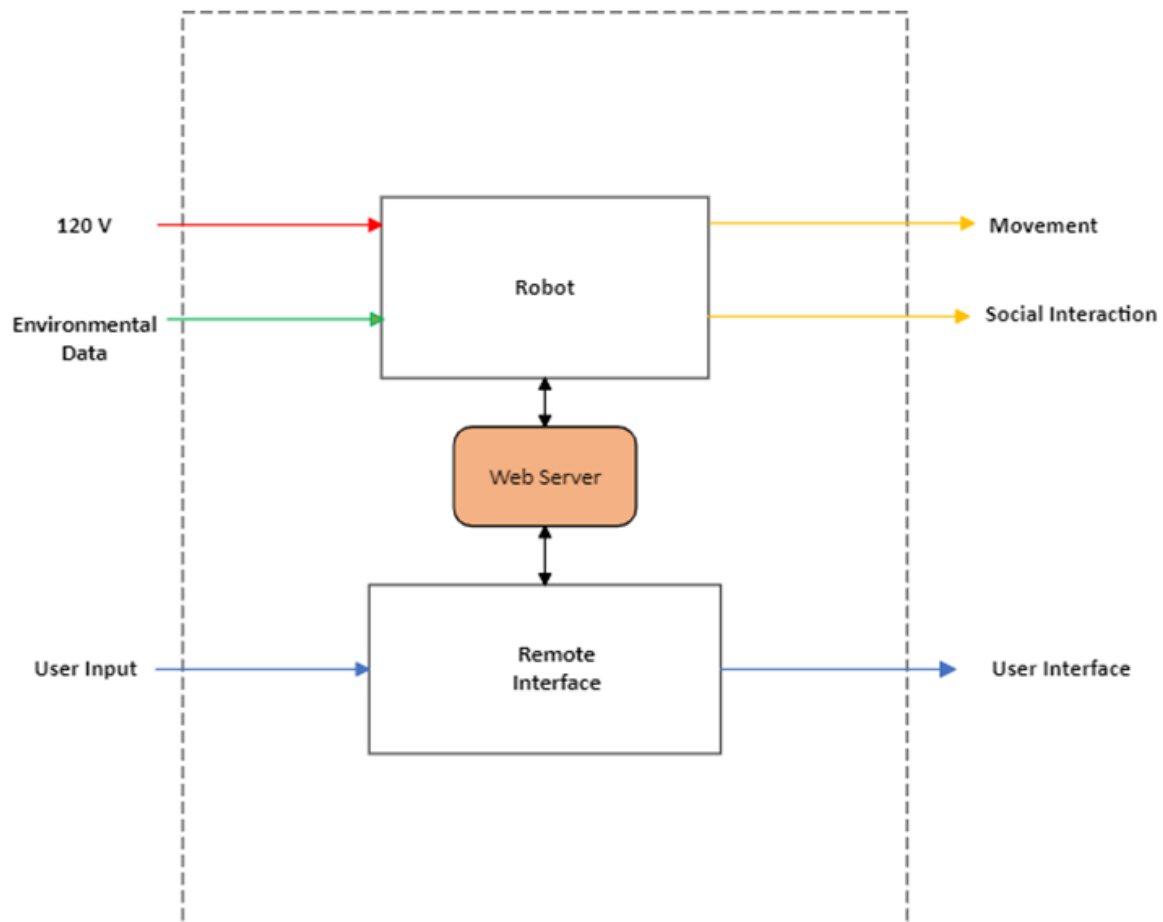 120 V
Movement
Robot
Social Interaction
Environmental
Data
Web Server
User Input
Remote
Interface
User Interface